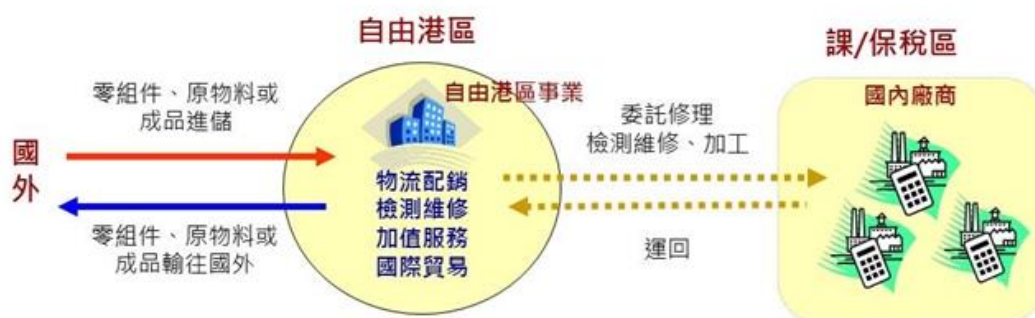 自由港區
課/保稅區
零組件、原物料或
成品進儲
自由港區事業
國內廠商
委託修理
檢測維修、加工
國
外
物流配銷
檢測維修
加值服務
國際貿易
零組件、原物料或
成品輸往國外
運回